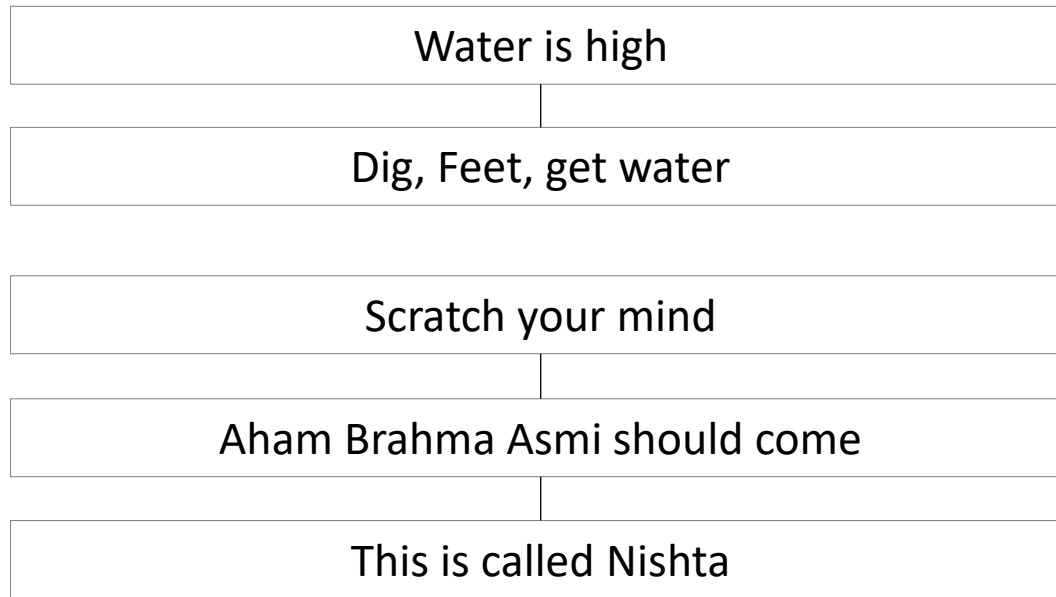 Water is high
Dig, Feet, get water
Scratch your mind
Aham Brahma Asmi should come
This is called Nishta